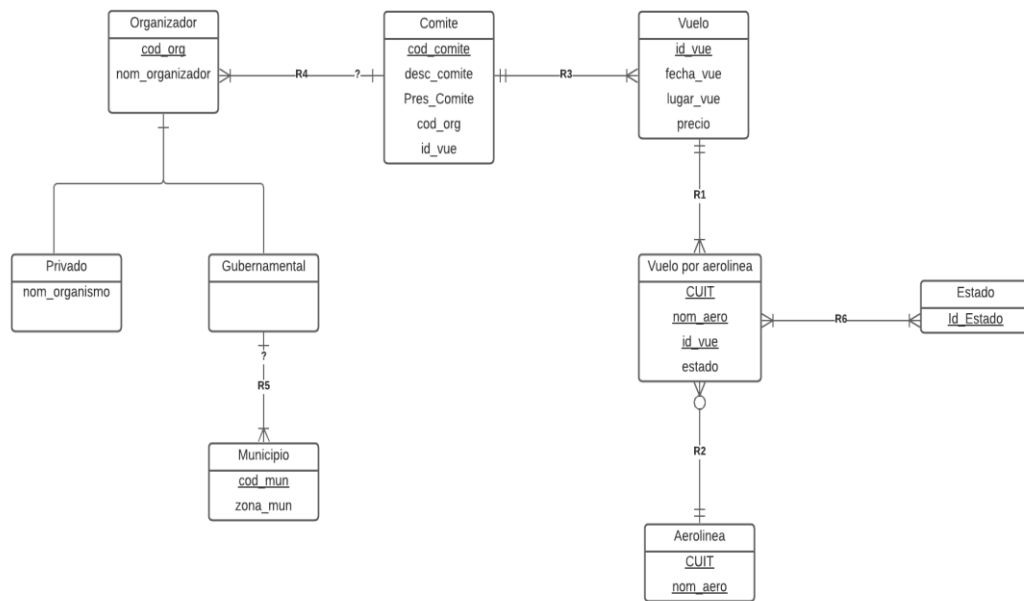 Organizador
cod_org
nom_organizador
R4
?
Comite
cod_comite
desc_comite
Pres_Comite
cod_org
id_vue
R3
Vuelo
id_vue
fecha_vue
lugar_vue
precio
R1
Privado
nom_organismo
Gubernamental
?
R5
Municipio
cod_mun
zona_mun
Vuelo por aerolinea
CUIT
nom_aero
id_vue
estado
R6
Estado
Id_Estado
R2
Aerolinea
CUIT
nom_aero